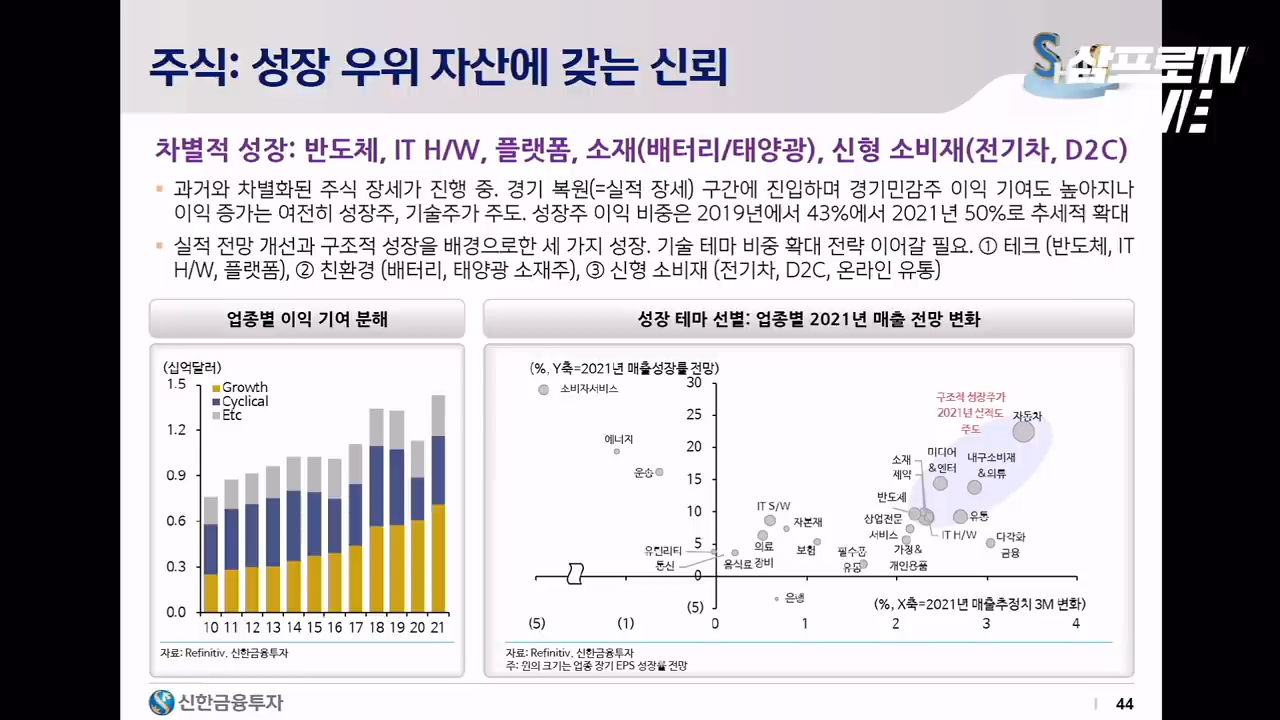 주식: 성장 우위 자산에 갖는 신뢰
삼프로TV
차별적 성장: 반도체, IT H/W, 플랫폼, 소재(배터리/태양광), 신형 소비재(전기차, D2C)
과거와 차별화된 주식 장세가 진행 중. 경기 복원(=실적 장세) 구간에 진입하며 경기민감주 이익 기여도 높아지나
이익 증가는 여전히 성장주, 기술주가 주도. 성장주 이익 비중은 2019년에서 43%에서 2021년 50%로 추세적 확대
실적 전망 개선과 구조적 성장을 배경으로한 세 가지 성장. 기술 테마 비중 확대 전략 이어갈 필요. ① 테크 (반도체, IT
H/W, 플랫폼), ② 친환경 (배터리, 태양광 소재주), ③ 신형 소비재 (전기차, D2C, 온라인 유통)
업종별 이익 기여 분해
(십억달러)
1.5
1.2
0.9
0.6
0.3
0.0
Growth
Cyclical
Etc
10 11 12 13 14 15 16 17 18 19 20 21
자료: Refinitiv, 신한금융투자
성장 테마 선별: 업종별 2021년 매출 전망 변화
(%, Y축=2021년 매출성장률 전망)
30
25
20
15
10
5
0
(5)
소비자서비스
에너지
운송
구조적 성장주가
2021년 실적도
주도
자동차
미디어
&엔터
내구소비재
&의류
소재
제약
반도체
상업전문
서비스
IT S/W
자본재
의료
장비
보험
유틸리티
통신
음식료
필수품
유통
가정&
개인용품
IT H/W
유통
다각화
금융
은행
(%, X축=2021년 매출추정치 3M 변화)
(5) (1) 0 1 2 3 4
자료: Refinitiv, 신한금융투자
주: 원의 크기는 업종 장기 EPS 성장률 전망
신한금융투자
44